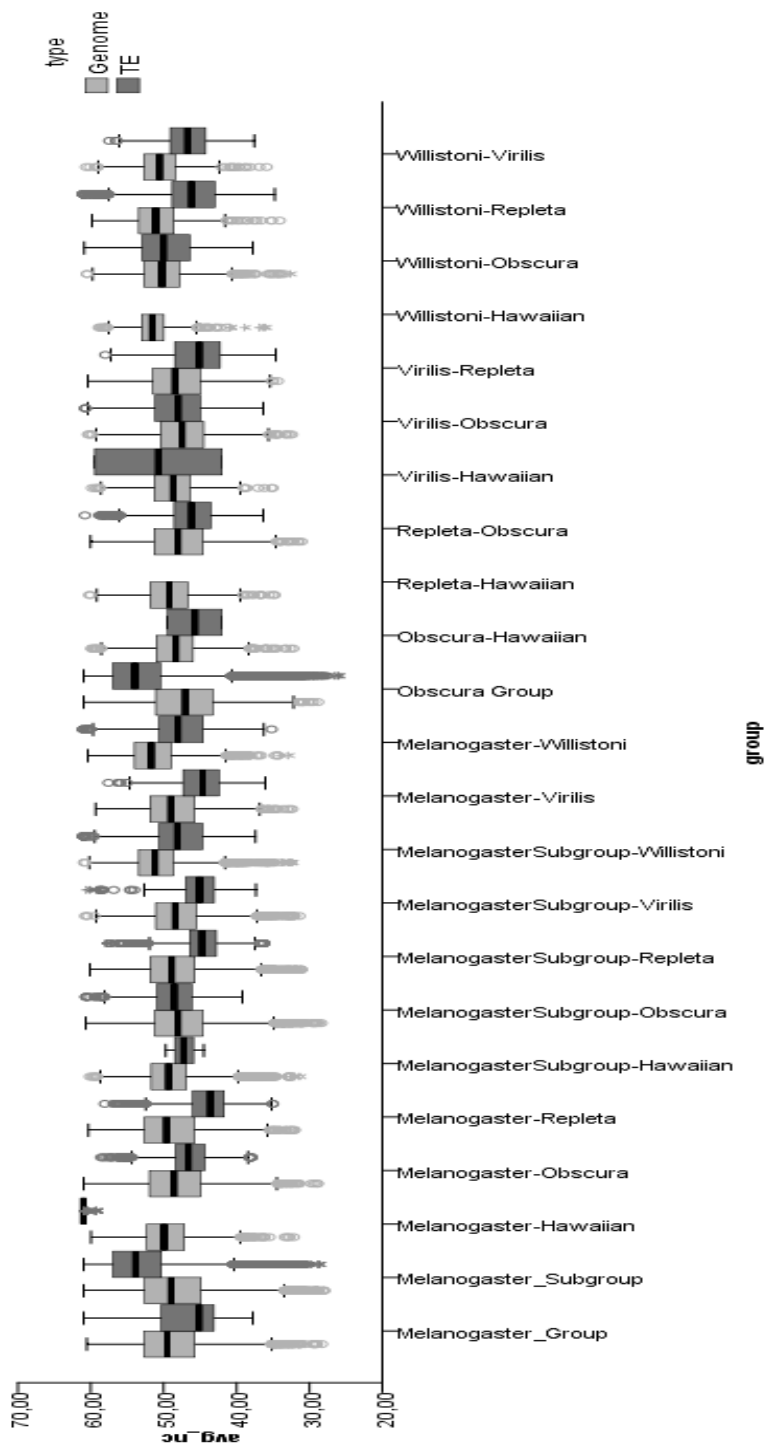 type
Genome
TE
Willistoni-Virilis
Willistoni-Repleta
Willistoni-Obscura
Willistoni-Hawaiian
Virilis-Repleta
Virilis-Obscura
Virilis-Hawaiian
Repleta-Obscura
Repleta-Hawaiian
Obscura-Hawaiian
Obscura Group
Melanogaster-Willistoni
Melanogaster-Virilis
MelanogasterSubgroup-Willistoni
MelanogasterSubgroup-Virilis
MelanogasterSubgroup-Repleta
MelanogasterSubgroup-Obscura
MelanogasterSubgroup-Hawaiian
Melanogaster-Repleta
Melanogaster-Obscura
Melanogaster-Hawaiian
Melanogaster_Subgroup
Melanogaster_Group
group
70,00
60,00
50,00
40,00
30,00
20,00
avg_nc